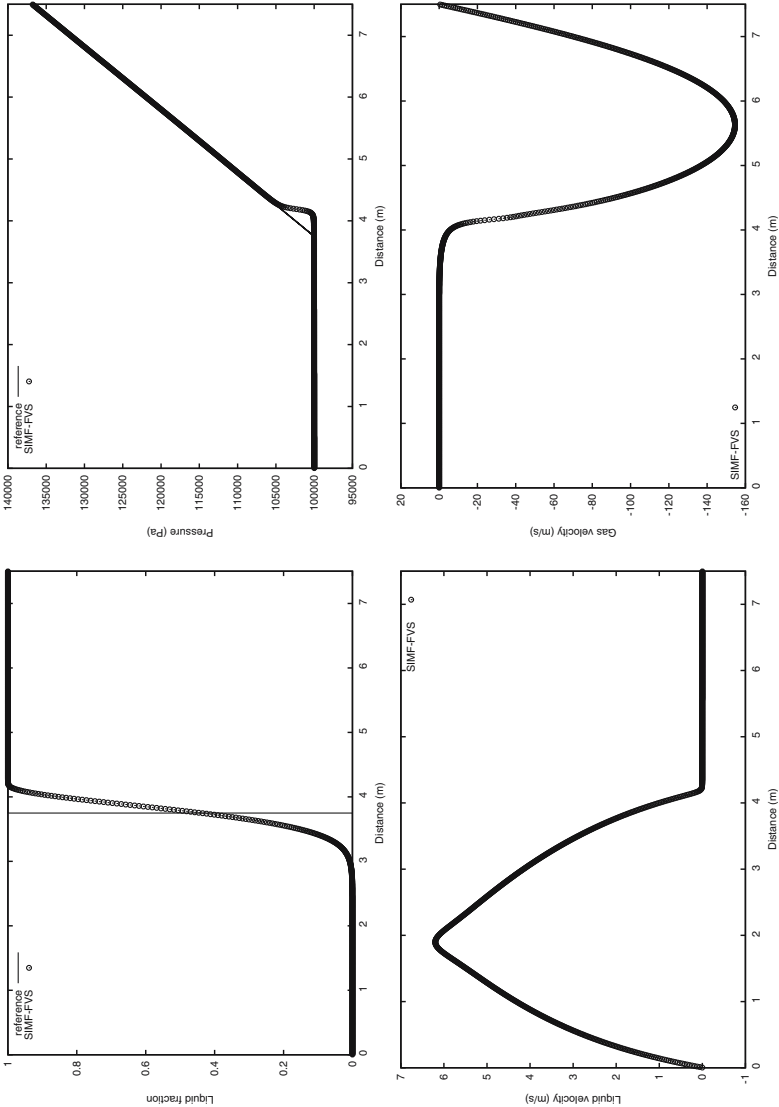 Liquid fraction
1
0.8
0.6
0.4
0.2
0
reference
SIMF-FVS
0 1 2 3 4 5 6 7
Distance (m)
Pressure (Pa)
140000
135000
130000
125000
120000
115000
110000
105000
100000
95000
reference
SIMF-FVS
0 1 2 3 4 5 6 7
Distance (m)
Liquid velocity (m/s)
7
6
5
4
3
2
1
0
-1
SIMF-FVS
0 1 2 3 4 5 6 7
Distance (m)
Gas velocity (m/s)
20
0
-20
-40
-60
-80
-100
-120
-140
-160
SIMF-FVS
0 1 2 3 4 5 6 7
Distance (m)